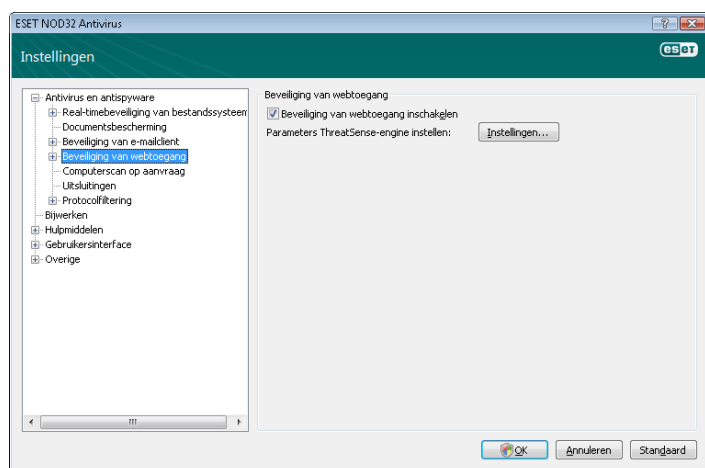 ESET NOD32 Antivirus
Instellingen
eset
Antivirus en antispyware
Real-timebeveiliging van bestandssysteem
Documentsbescherming
Beveiliging van e-mailclient
Beveiliging van webtoegang
Computerscan op aanvraag
Uitsluitingen
Protocolfiltering
Bijwerken
Hulpmiddelen
Gebruikersinterface
Overige
Beveiliging van webtoegang
Beveiliging van webtoegang inschakelen
Parameters ThreatSense-engine instellen:
Instellingen...
OK
Annuleren
Standaard